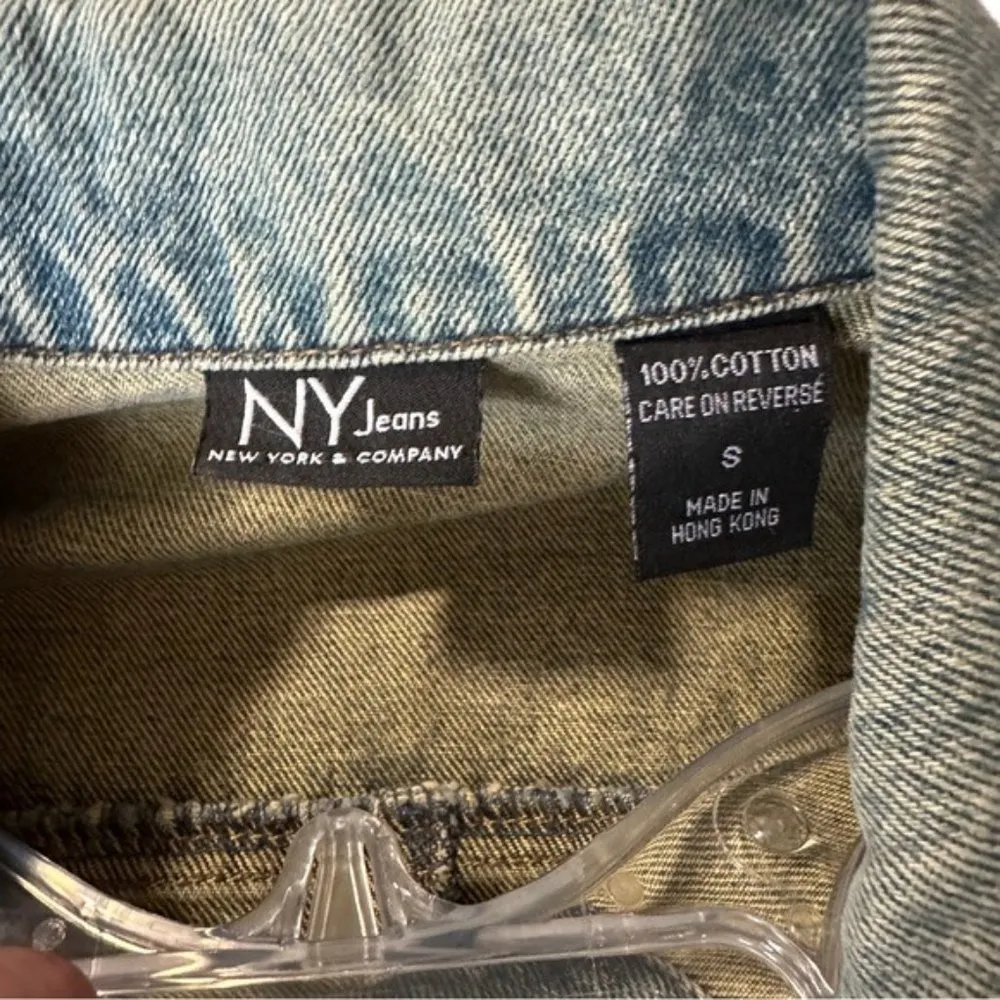 NY Jeans
NEW YORK & COMPANY
100% COTTON
CARE ON REVERSE
S
MADE IN
HONG KONG